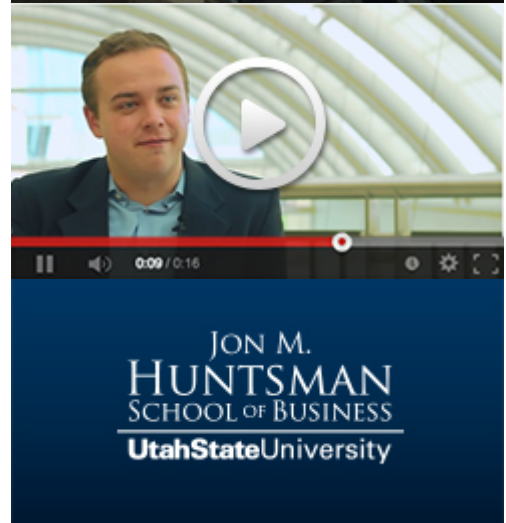 0:09 / 0:16
JON M.
HUNTSMAN
SCHOOL OF BUSINESS
UtahStateUniversity